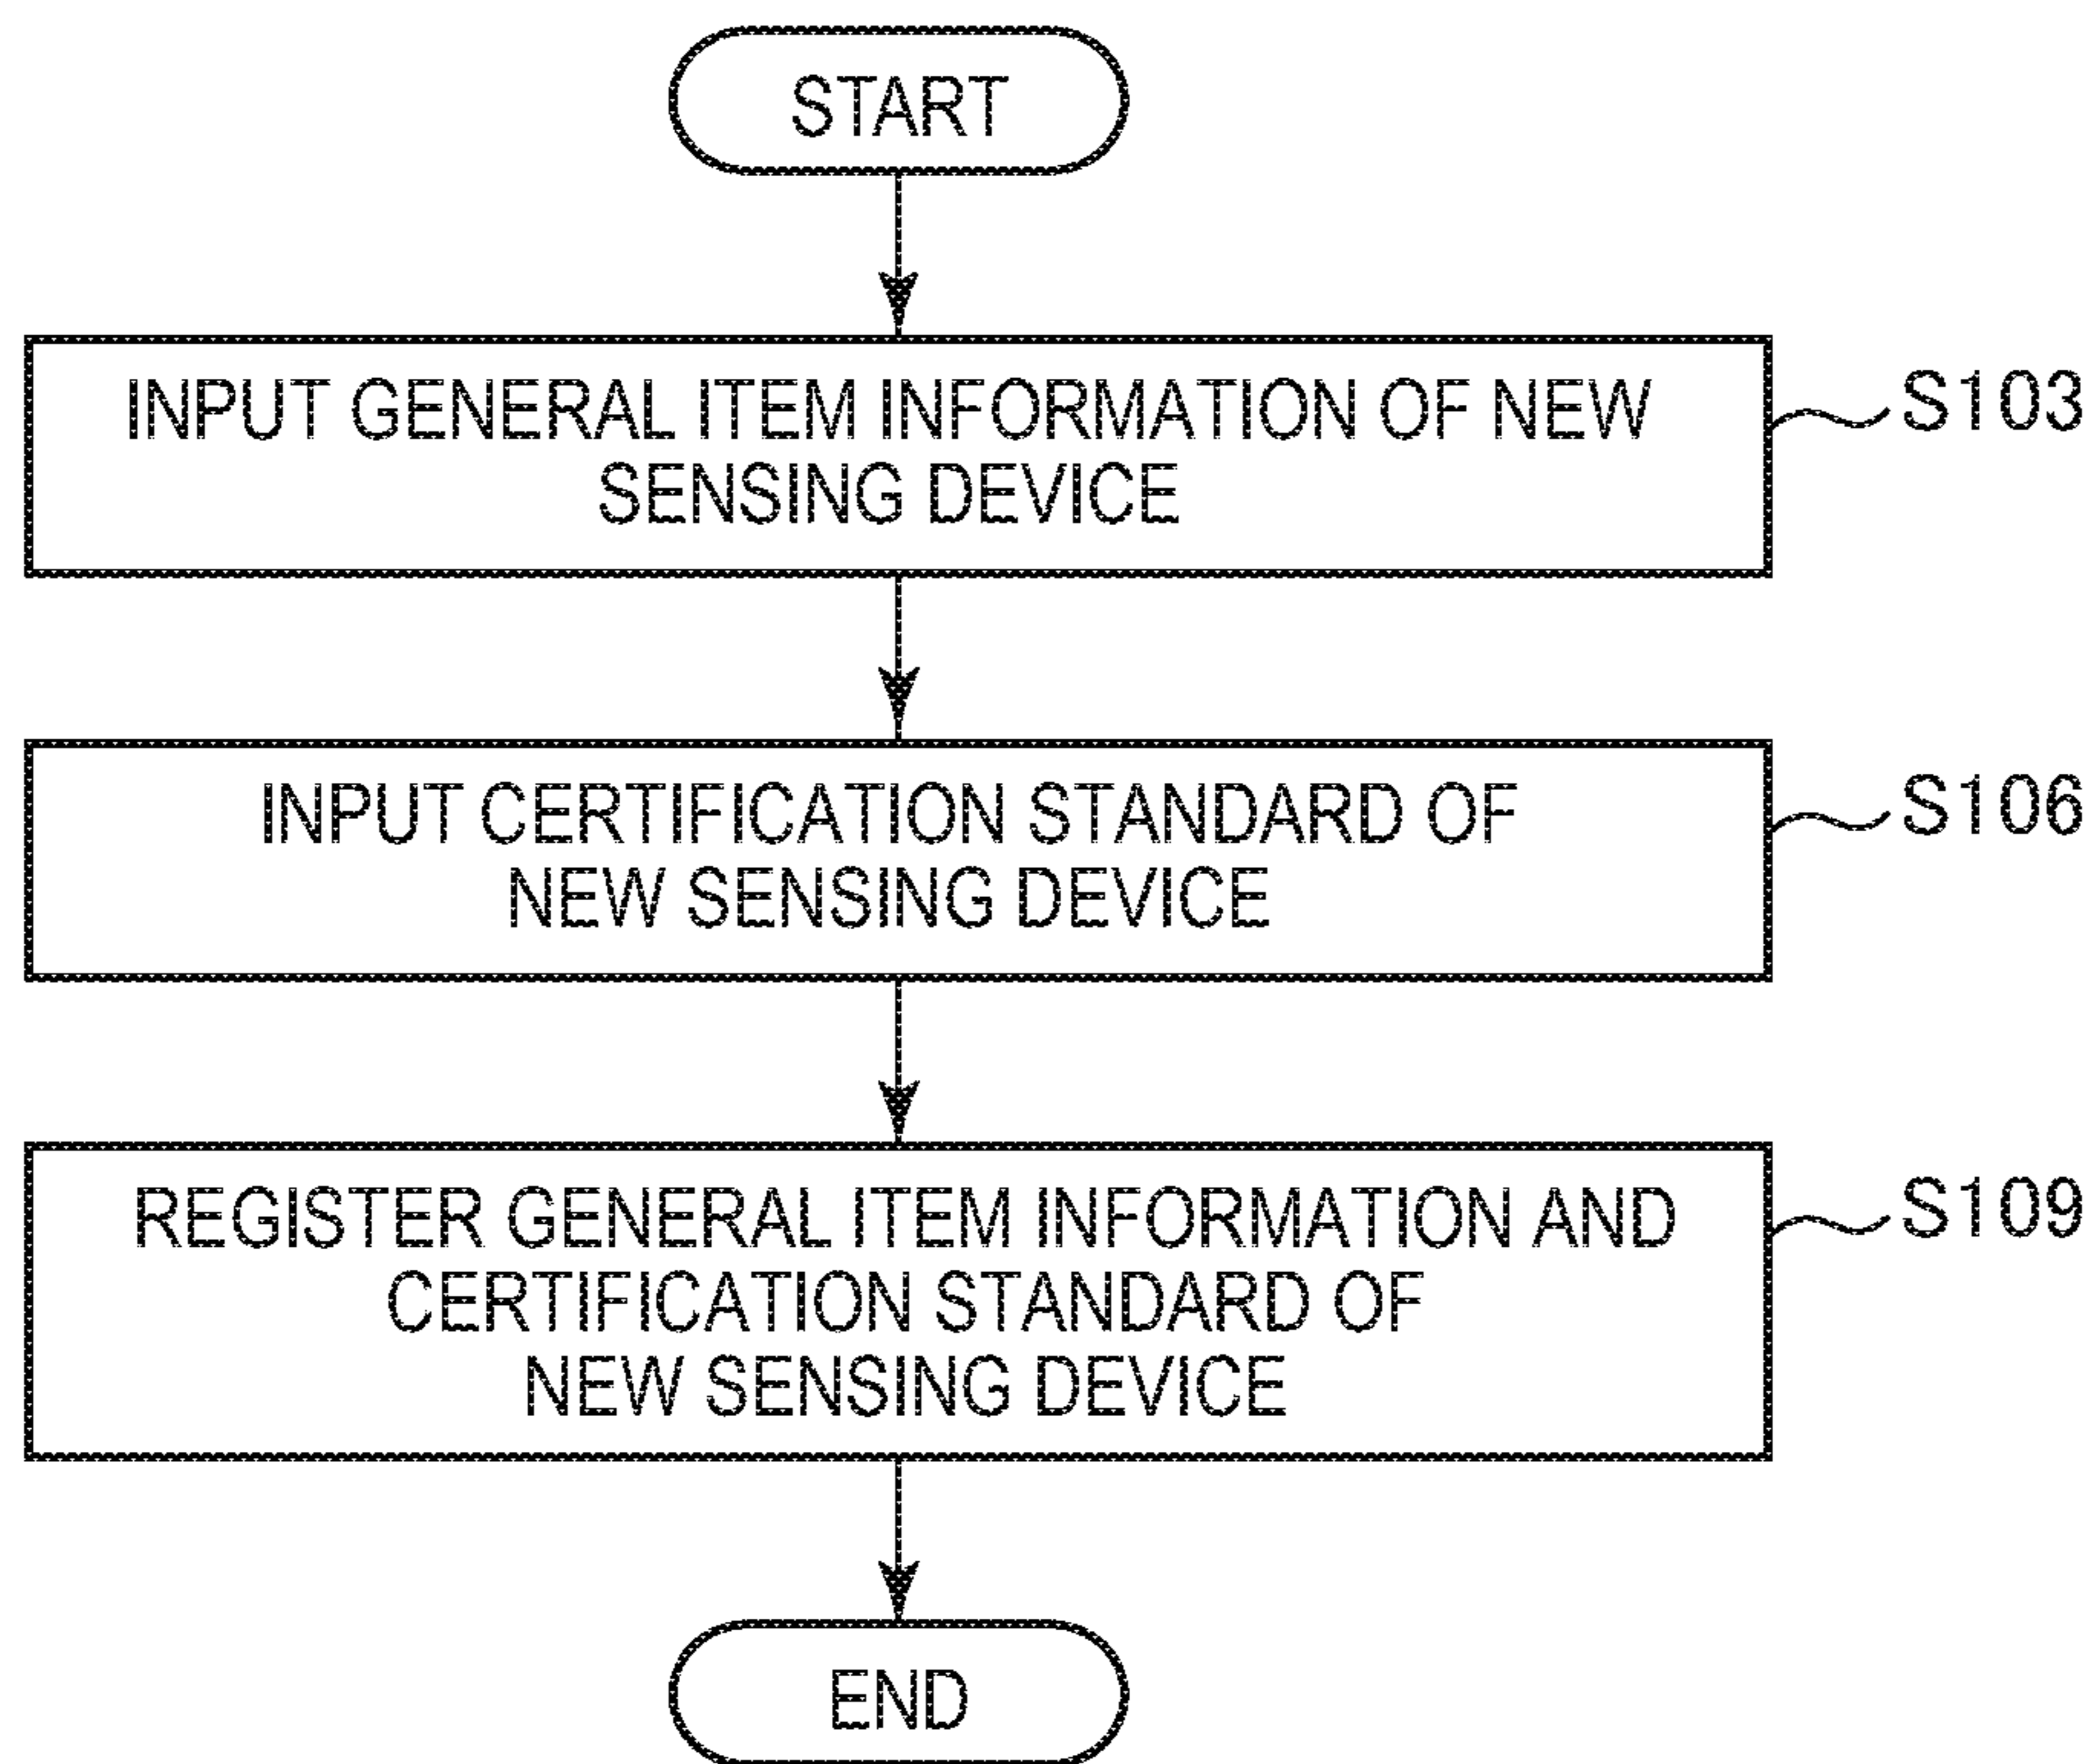 START
INPUT GENERAL ITEM INFORMATION OF NEW
SENSING DEVICE
S103
INPUT CERTIFICATION STANDARD OF
NEW SENSING DEVICE
S106
REGISTER GENERAL ITEM INFORMATION AND
CERTIFICATION STANDARD OF
NEW SENSING DEVICE
S109
END